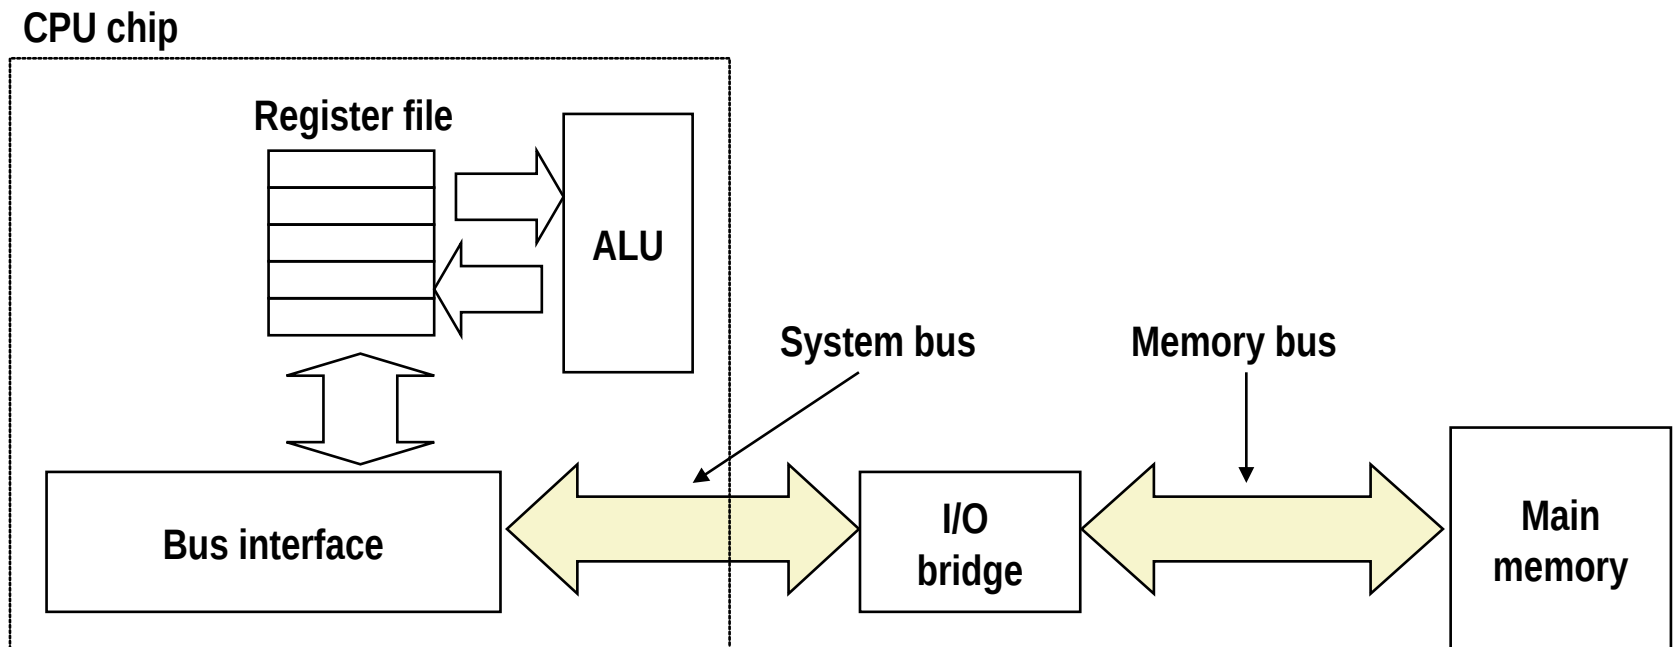 CPU chip
Register file
ALU
System bus
Memory bus
Bus interface
I/O
bridge
Main
memory